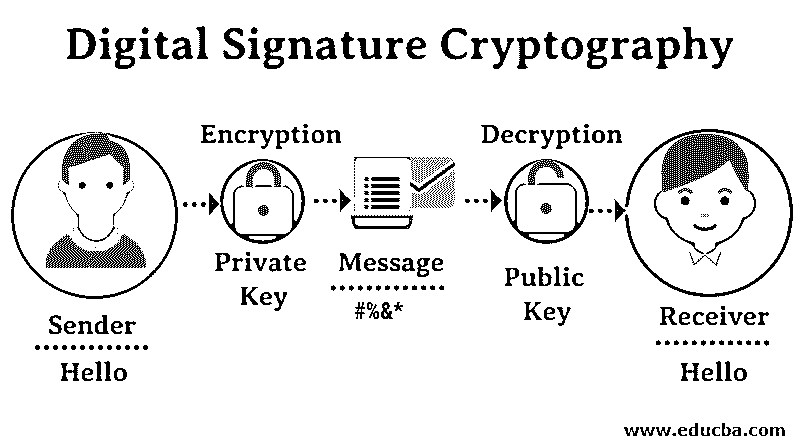 Digital Signature Cryptography
Encryption
Decryption
Private
Key
Message
#%&*
Public
Key
Sender
Hello
Receiver
Hello
www.educba.com